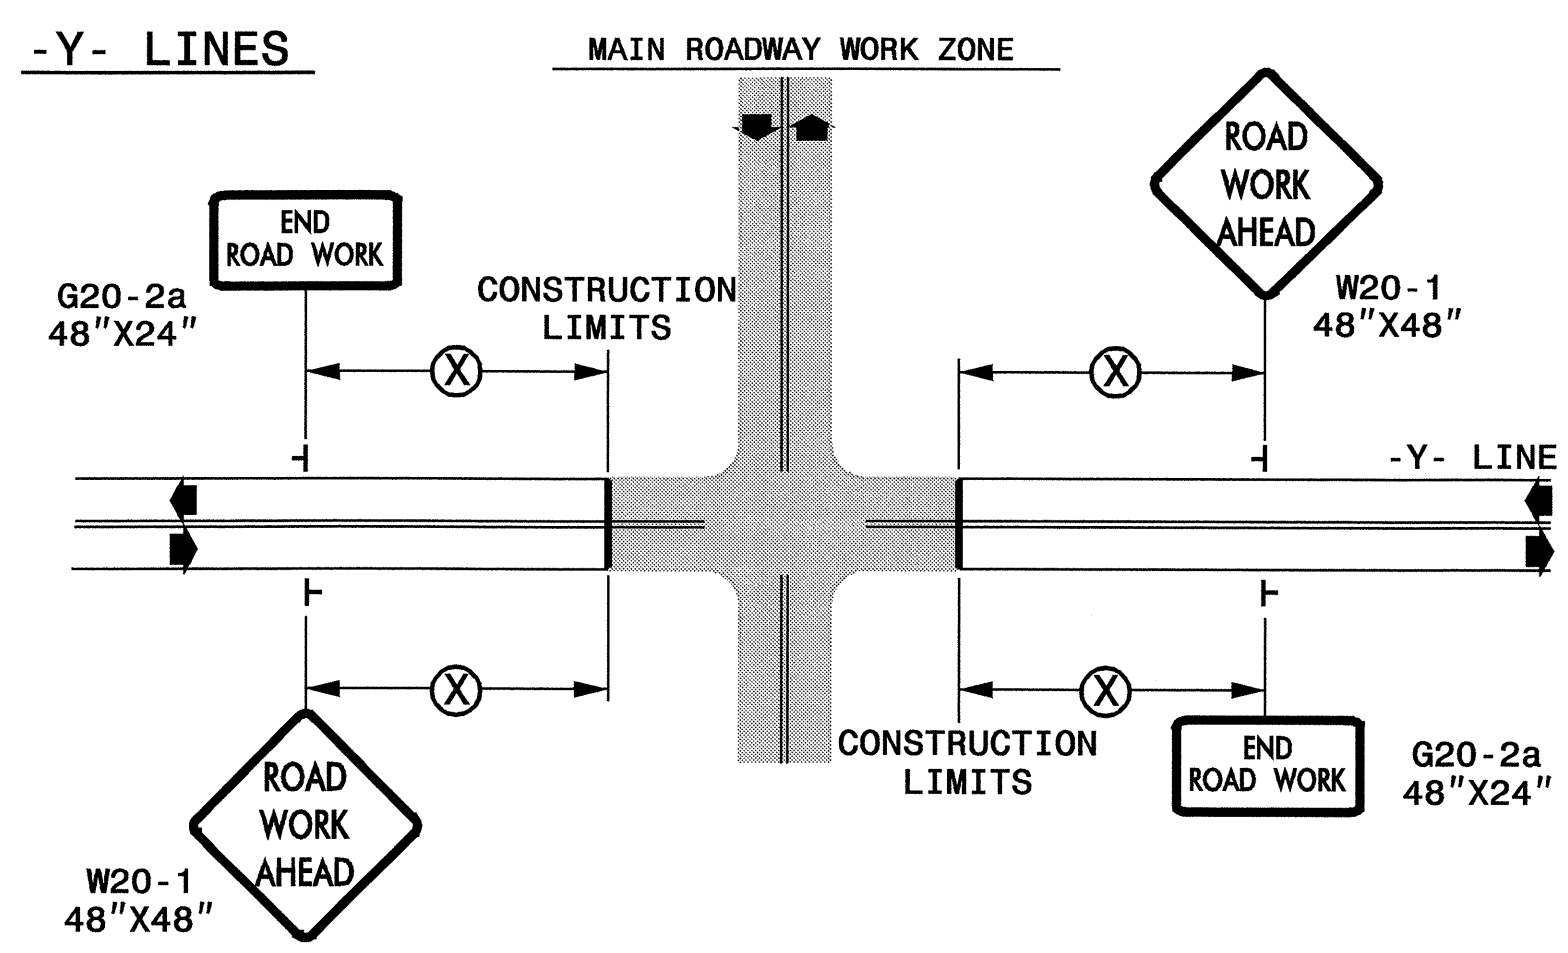 -Y- LINES
MAIN ROADWAY WORK ZONE
ROAD
WORK
AHEAD
END
ROAD WORK
G20-2a
48"X24"
CONSTRUCTION
LIMITS
W20-1
48"X48"
X
X
-Y- LINE
X
X
CONSTRUCTION
LIMITS
END
ROAD WORK
G20-2a
48"X24"
ROAD
WORK
AHEAD
W20-1
48"X48"